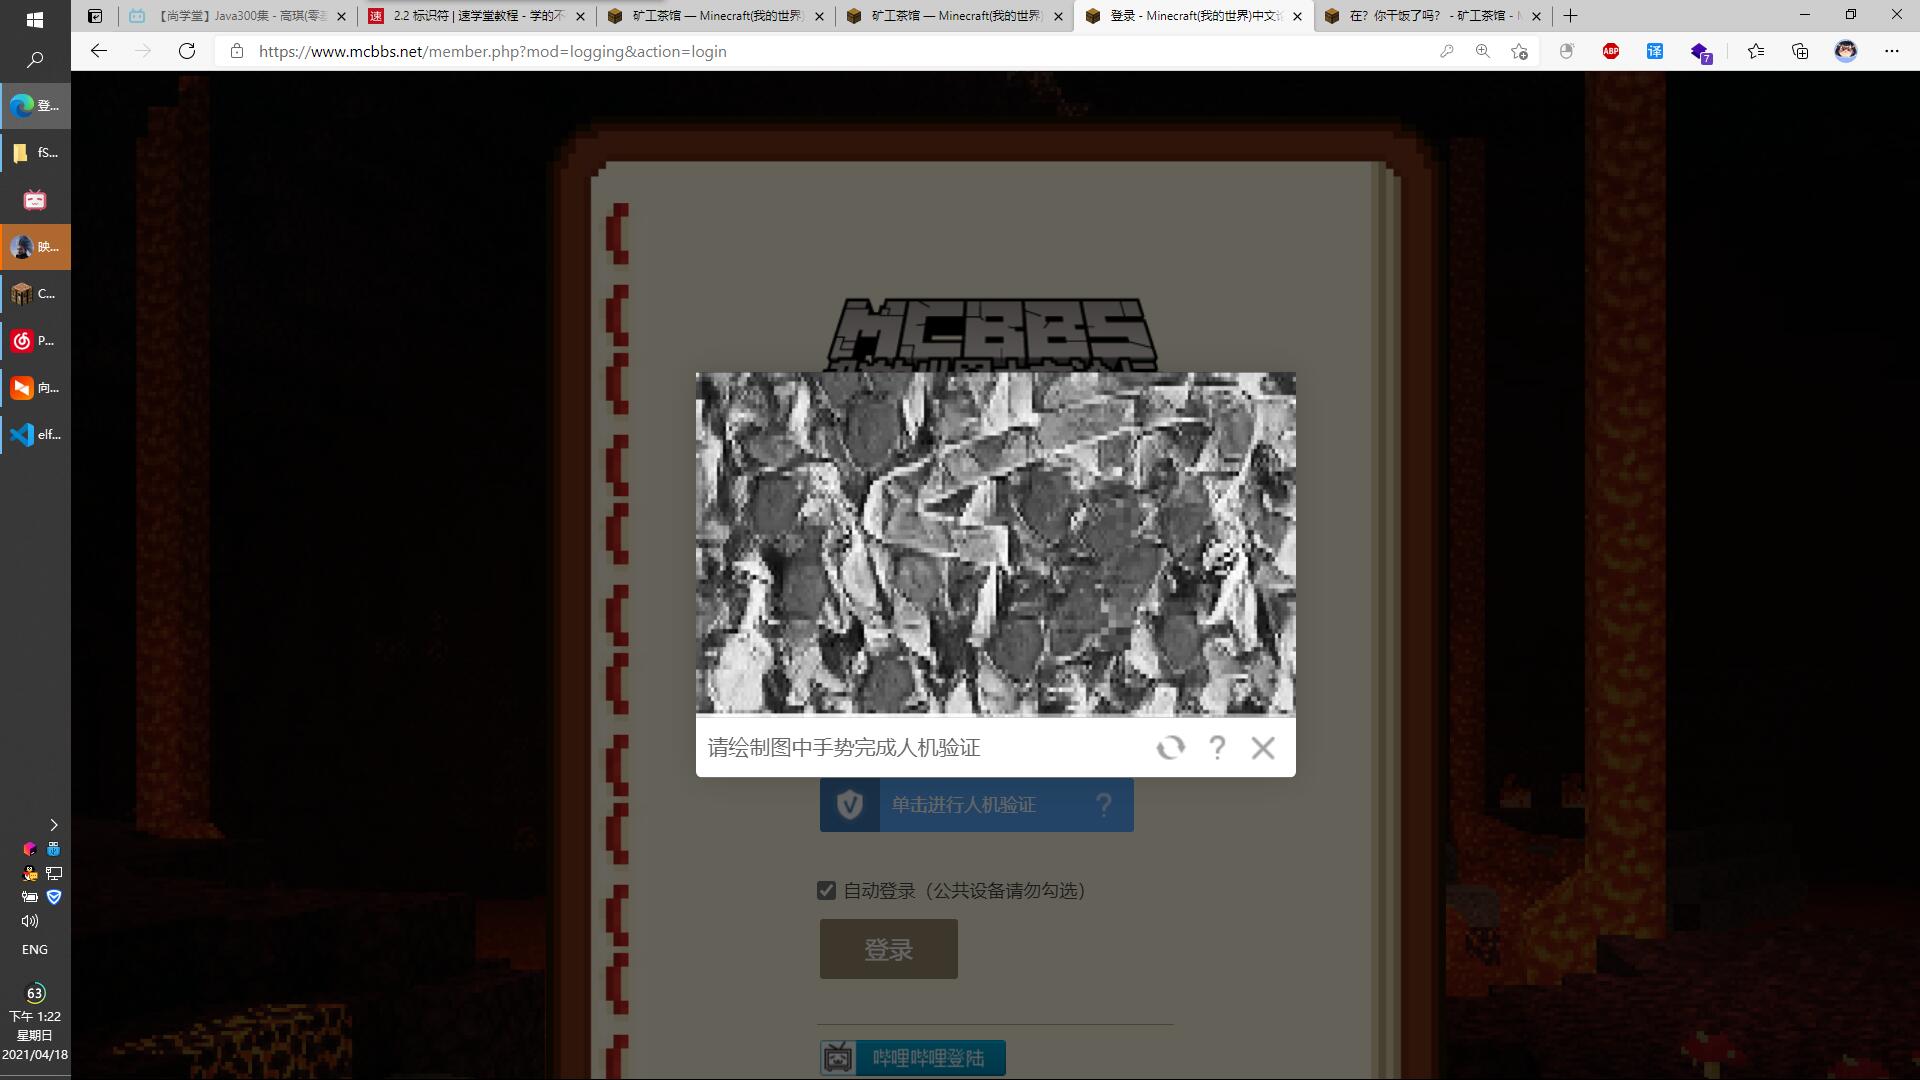 【尚学堂】Java300集 - 高琪(零基
2.2 标识符 | 速学堂教程 - 学的不
矿工茶馆 — Minecraft(我的世界)
矿工茶馆 — Minecraft(我的世界)
登录 - Minecraft(我的世界)中文论
在？你干饭了吗？ - 矿工茶馆 -
https://www.mcbbs.net/member.php?mod=logging&action=login
ABP
译
7
登...
fS...
映...
C...
P...
向...
elf...
MCBBS
请绘制图中手势完成人机验证
单击进行人机验证
自动登录（公共设备请勿勾选）
登录
哔哩哔哩登陆
ENG
63
下午 1:22
星期日
2021/04/18